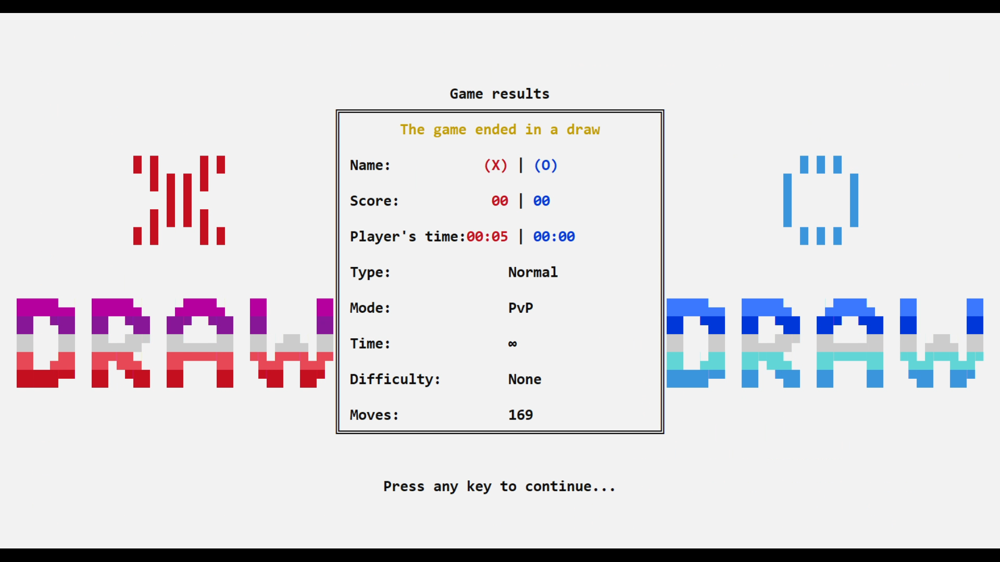 Game results
The game ended in a draw
Name: (X) | (O)
Score: 00 | 00
Player's time:00:05 | 00:00
Type: Normal
Mode: PvP
Time: ∞
Difficulty: None
Moves: 169
X
O
DRAW
DRAW
Press any key to continue...